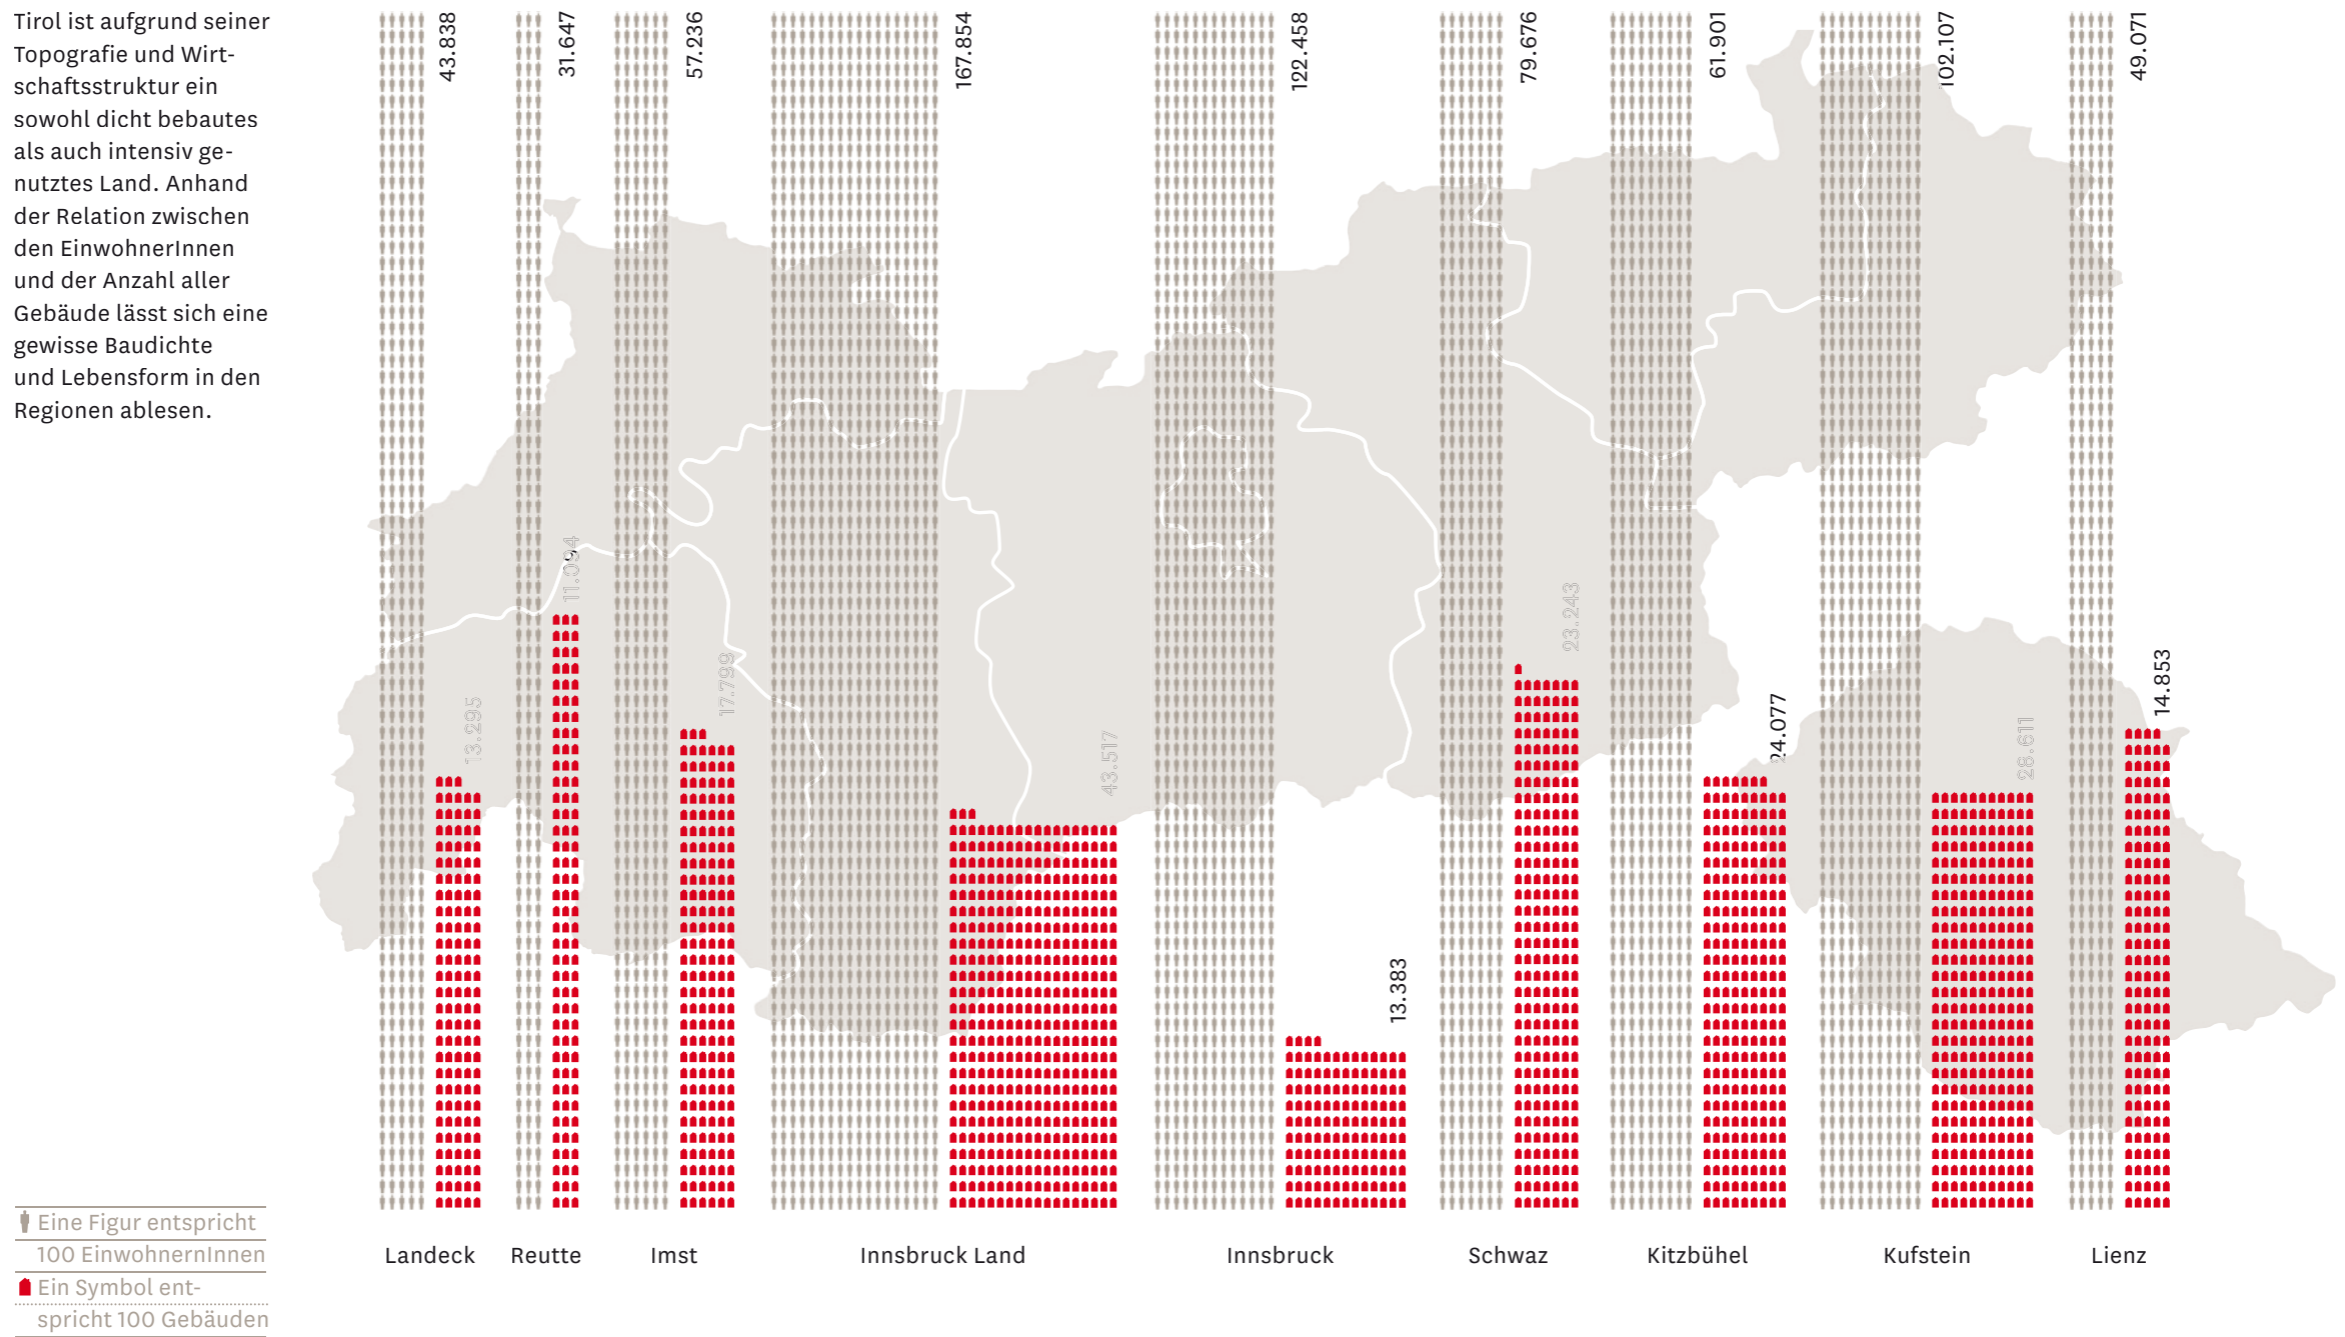 Tirol ist aufgrund seiner
Topografie und Wirt-
schaftsstruktur ein
sowohl dicht bebautes
als auch intensiv ge-
nutztes Land. Anhand
der Relation zwischen
den EinwohnerInnen
und der Anzahl aller
Gebäude lässt sich eine
gewisse Baudichte
und Lebensform in den
Regionen ablesen.
43.838
31.647
57.236
167.854
122.458
79.676
61.901
102.107
49.071
13.295
11.094
17.799
43.517
13.383
23.243
24.077
28.611
14.853
Landeck
Reutte
Imst
Innsbruck Land
Innsbruck
Schwaz
Kitzbühel
Kufstein
Lienz
Eine Figur entspricht
100 EinwohnernInnen
Ein Symbol ent-
spricht 100 Gebäuden